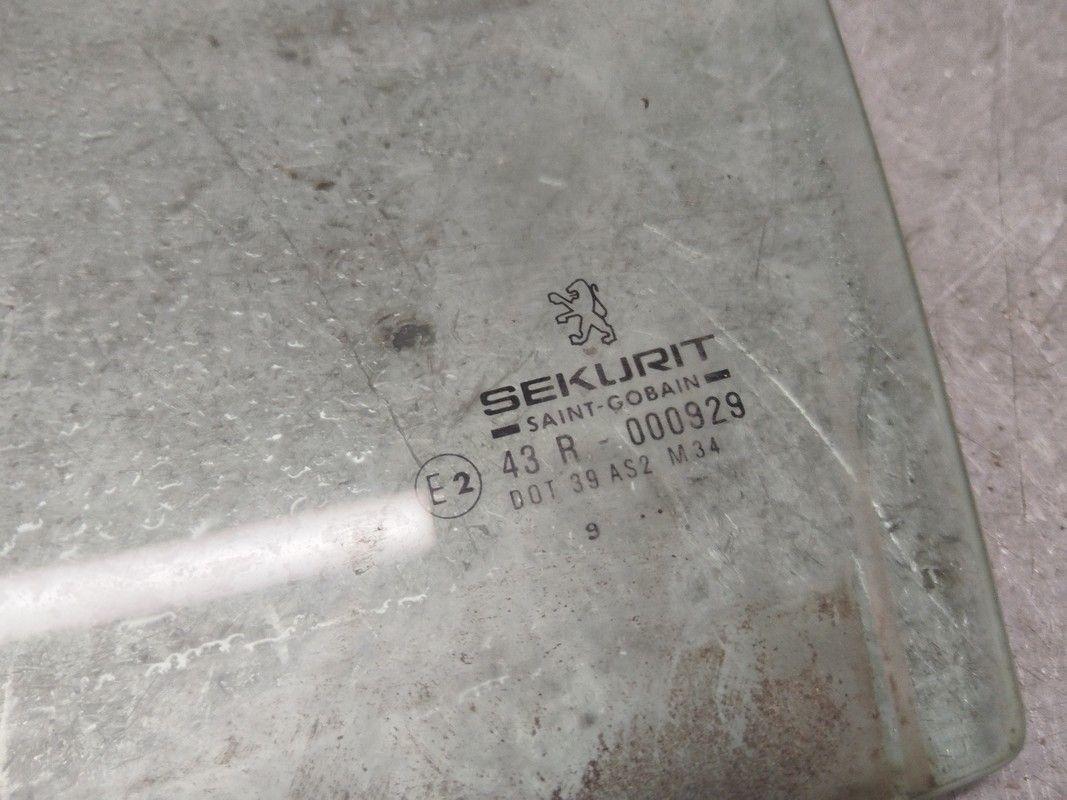 SEKURIT
SAINT-GOBAIN
E2 43 R - 000929
DOT 39 AS2 M34
9